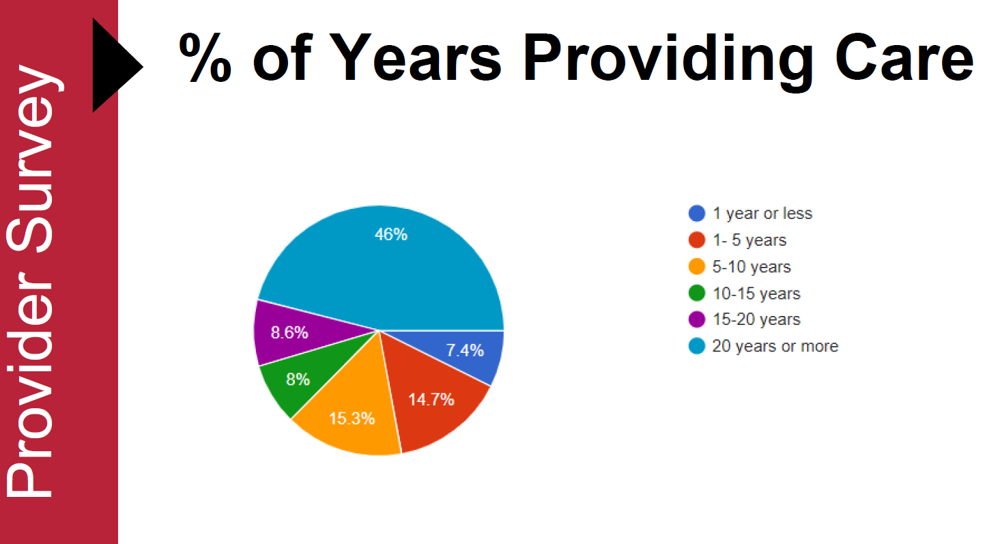 Provider Survey
% of Years Providing Care
46%
8.6%
7.4%
8%
14.7%
15.3%
1 year or less
1- 5 years
5-10 years
10-15 years
15-20 years
20 years or more